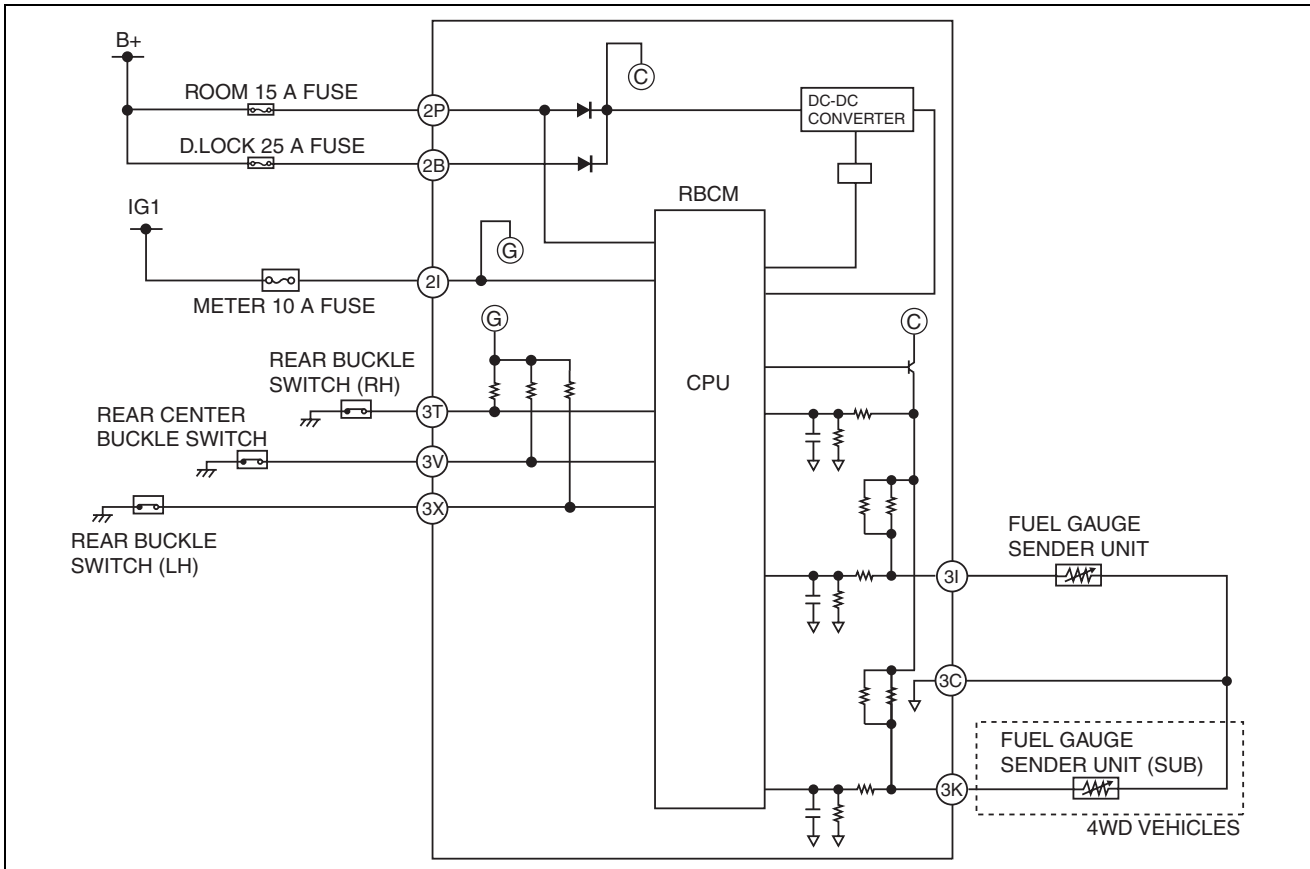 B+
C
ROOM 15 A FUSE
2P
DC-DC
CONVERTER
D.LOCK 25 A FUSE
2B
RBCM
IG1
G
2I
METER 10 A FUSE
G
C
REAR BUCKLE
SWITCH (RH)
CPU
3T
REAR CENTER
BUCKLE SWITCH
3V
3X
REAR BUCKLE
SWITCH (LH)
FUEL GAUGE
SENDER UNIT
3I
3C
FUEL GAUGE
SENDER UNIT (SUB)
3K
4WD VEHICLES